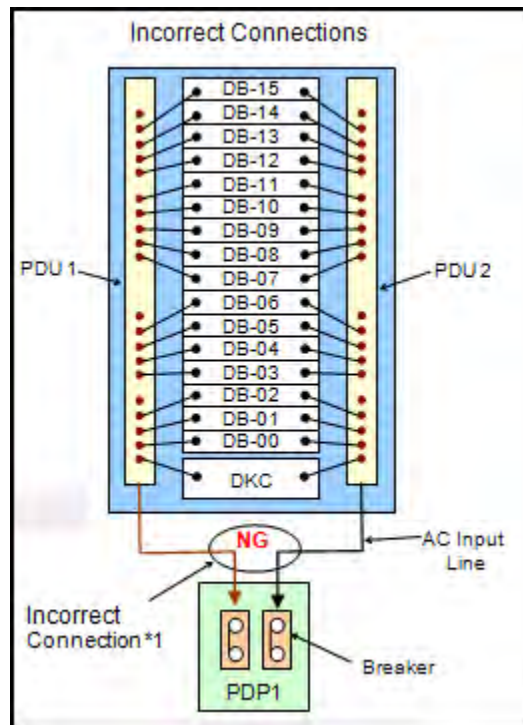 Incorrect Connections
DB-15
DB-14
DB-13
DB-12
DB-11
DB-10
DB-09
DB-08
DB-07
DB-06
DB-05
DB-04
DB-03
DB-02
DB-01
DB-00
DKC
PDU 1
PDU 2
NG
AC Input
Line
Incorrect
Connection*1
Breaker
PDP1